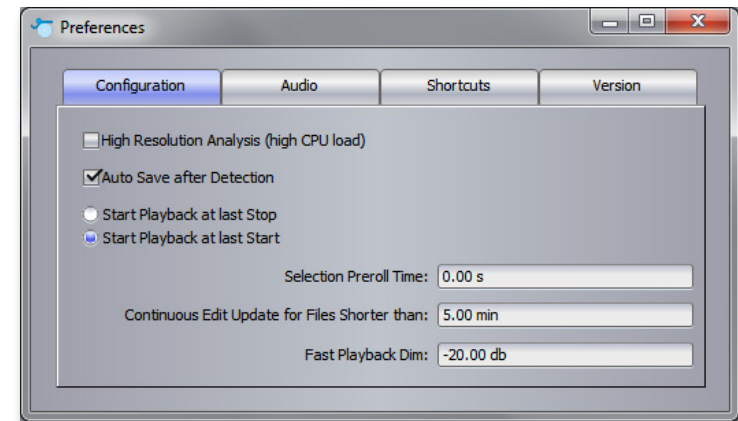 Preferences
Configuration Audio Shortcuts Version
High Resolution Analysis (high CPU load)
Auto Save after Detection
Start Playback at last Stop
Start Playback at last Start
Selection Preroll Time: 0.00 s
Continuous Edit Update for Files Shorter than: 5.00 min
Fast Playback Dim: -20.00 db